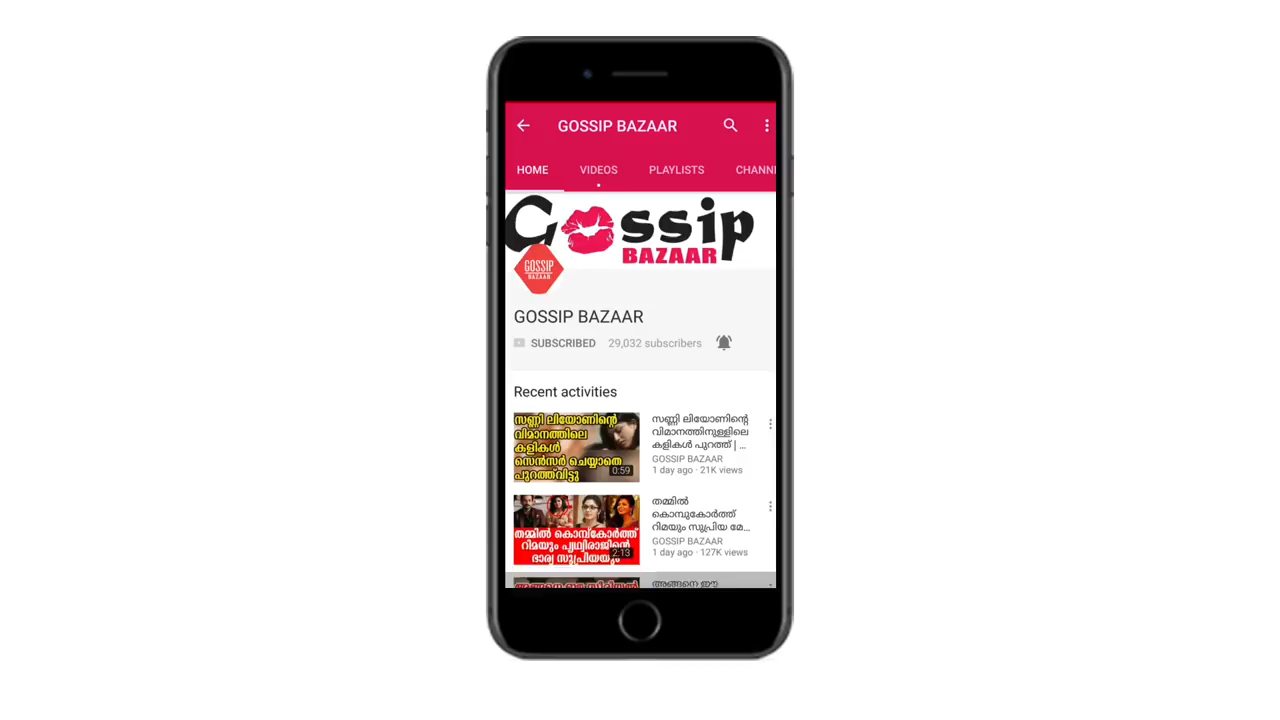 GOSSIP BAZAAR
HOME VIDEOS PLAYLISTS CHANN
Gossip
BAZAAR
GOSSIP
BAZAAR
GOSSIP BAZAAR
SUBSCRIBED 29,032 subscribers
Recent activities
സണ്ണി ലിയോണിന്റെ
വിമാനത്തിലെ
കളികൾ
സെൻസർ ചെയ്യാതെ
പുറത്ത്‌വിട്ടു
0:59
സണ്ണി ലിയോണിന്റെ
വിമാനത്തിനുള്ളിലെ
കളികൾ പുറത്ത് | ...
GOSSIP BAZAAR
1 day ago · 21K views
തമ്മിൽ കൊമ്പ്കോർത്ത്
റിമയും പൃഥ്വിരാജിന്റെ
ഭാര്യ സുപ്രിയയും
2:13
തമ്മിൽ
കൊമ്പുകോർത്ത്
റിമയും സുപ്രിയ മേ...
GOSSIP BAZAAR
1 day ago · 127K views
അങ്ങനെ ഈ